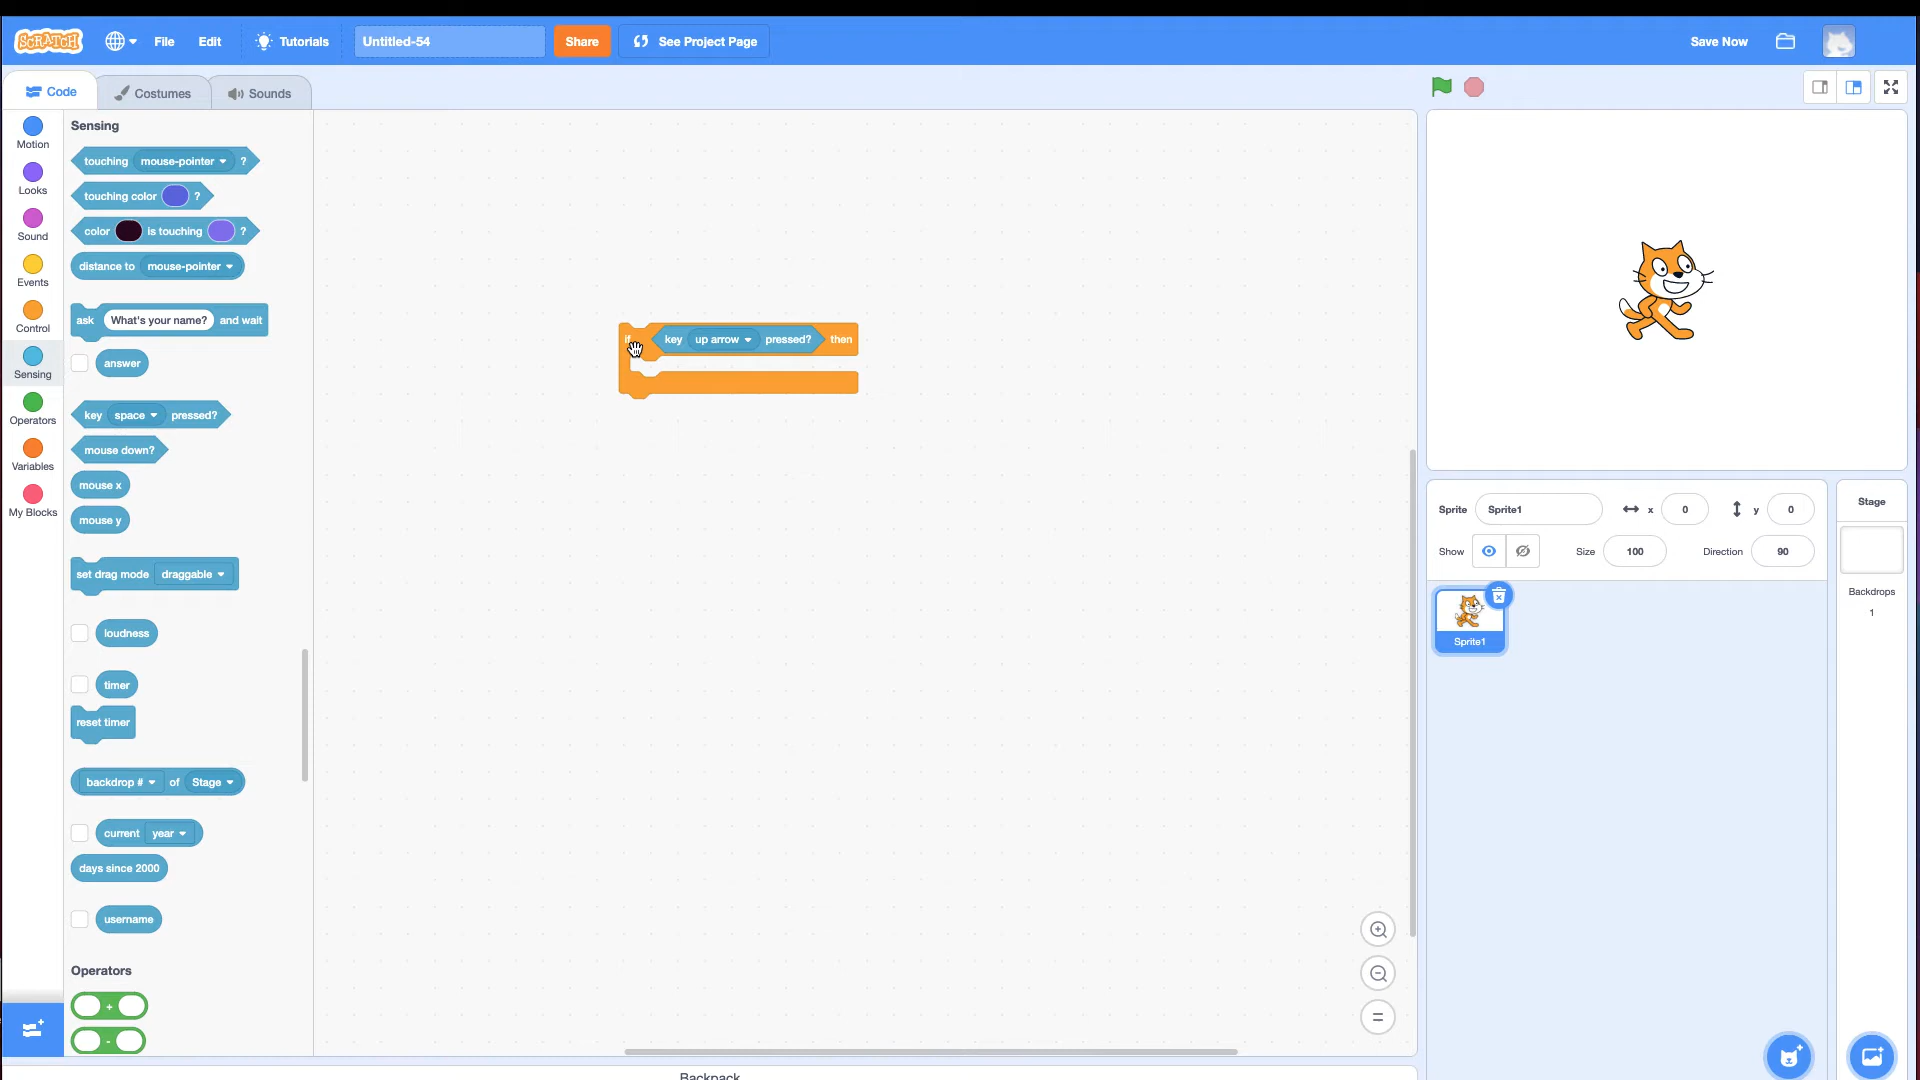 SCRATCH File Edit Tutorials Untitled-54 Share See Project Page Save Now
Code Costumes Sounds
Motion
Looks
Sound
Events
Control
Sensing
Operators
Variables
My Blocks
Sensing
touching mouse-pointer ?
touching color ?
color is touching ?
distance to mouse-pointer
ask What's your name? and wait
answer
key space pressed?
mouse down?
mouse x
mouse y
set drag mode draggable
loudness
timer
reset timer
backdrop # of Stage
current year
days since 2000
username
Operators
+
-
if key up arrow pressed? then
Backpack
Sprite Sprite1 x 0 y 0
Show Size 100 Direction 90
Sprite1
Stage
Backdrops
1